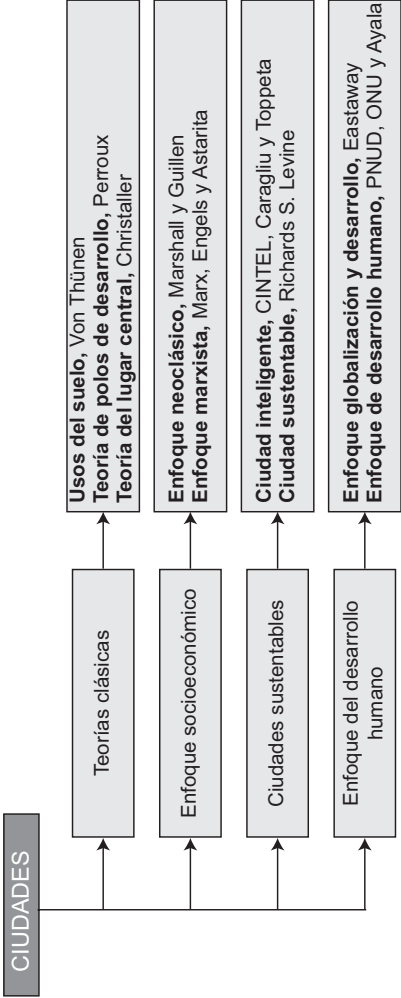 CIUDADES
Teorías clásicas
Usos del suelo, Von Thünen
Teoría de polos de desarrollo, Perroux
Teoría del lugar central, Christaller
Enfoque socioeconómico
Enfoque neoclásico, Marshall y Guillen
Enfoque marxista, Marx, Engels y Astarita
Ciudades sustentables
Ciudad inteligente, CINTEL, Caragliu y Toppeta
Ciudad sustentable, Richards S. Levine
Enfoque del desarrollo
humano
Enfoque globalización y desarrollo, Eastaway
Enfoque de desarrollo humano, PNUD, ONU y Ayala